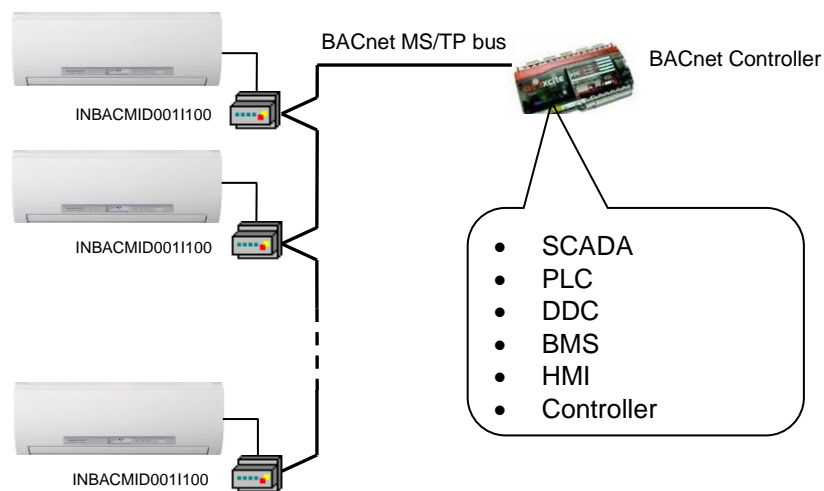 BACnet MS/TP bus
BACnet Controller
INBACMID001I100
INBACMID001I100
• SCADA
• PLC
• DDC
• BMS
• HMI
• Controller
INBACMID001I100